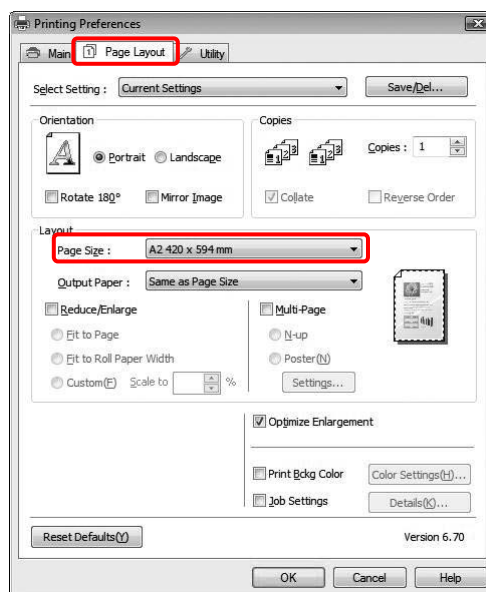 Printing Preferences
Main Page Layout Utility
Select Setting : Current Settings Save/Del...
Orientation Copies
Portrait Landscape Copies : 1
Rotate 180° Mirror Image Collate Reverse Order
Layout
Page Size : A2 420 x 594 mm
Output Paper : Same as Page Size
Reduce/Enlarge Multi-Page
Fit to Page N-up
Fit to Roll Paper Width Poster(N)
Custom(F) Scale to % Settings...
Optimize Enlargement
Print Bckg Color Color Settings(H)...
Job Settings Details(K)...
Reset Defaults(Y) Version 6.70
OK Cancel Help